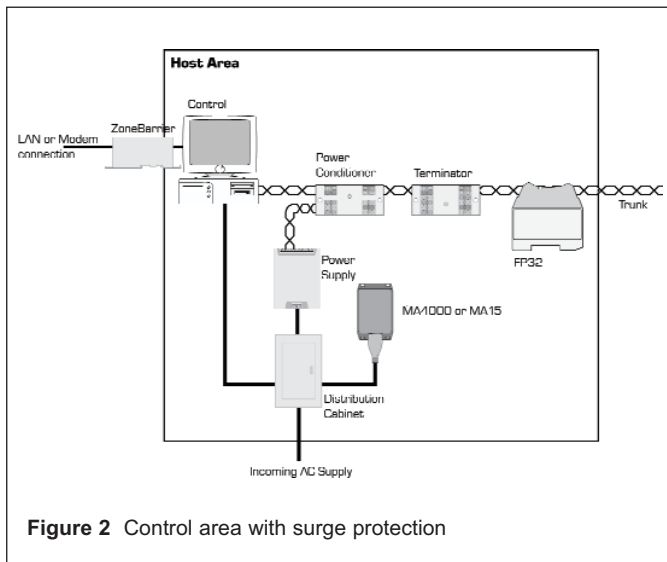 Host Area
Control
ZoneBarrier
LAN or Modem
connection
Power
Conditioner
Terminator
Trunk
FP32
Power
Supply
MA4000 or MA15
Distribution
Cabinet
Incoming AC Supply
Figure 2 Control area with surge protection